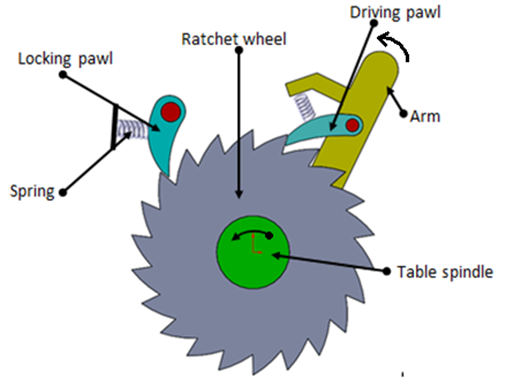 Driving pawl
Ratchet wheel
Locking pawl
Arm
Spring
Table spindle